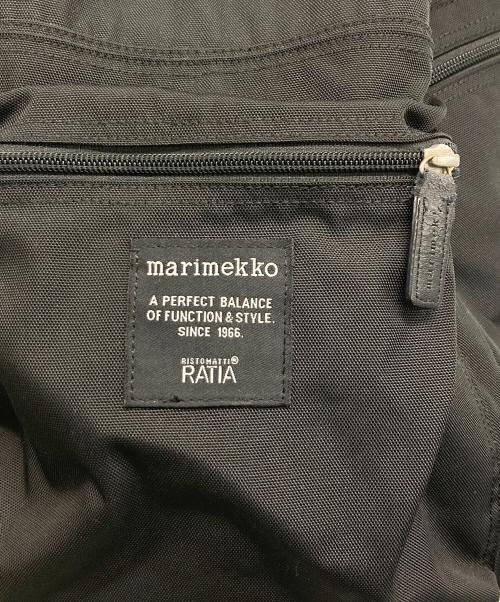 marimekko
A PERFECT BALANCE
OF FUNCTION & STYLE.
SINCE 1966.
RISTOMATTI®
RATIA